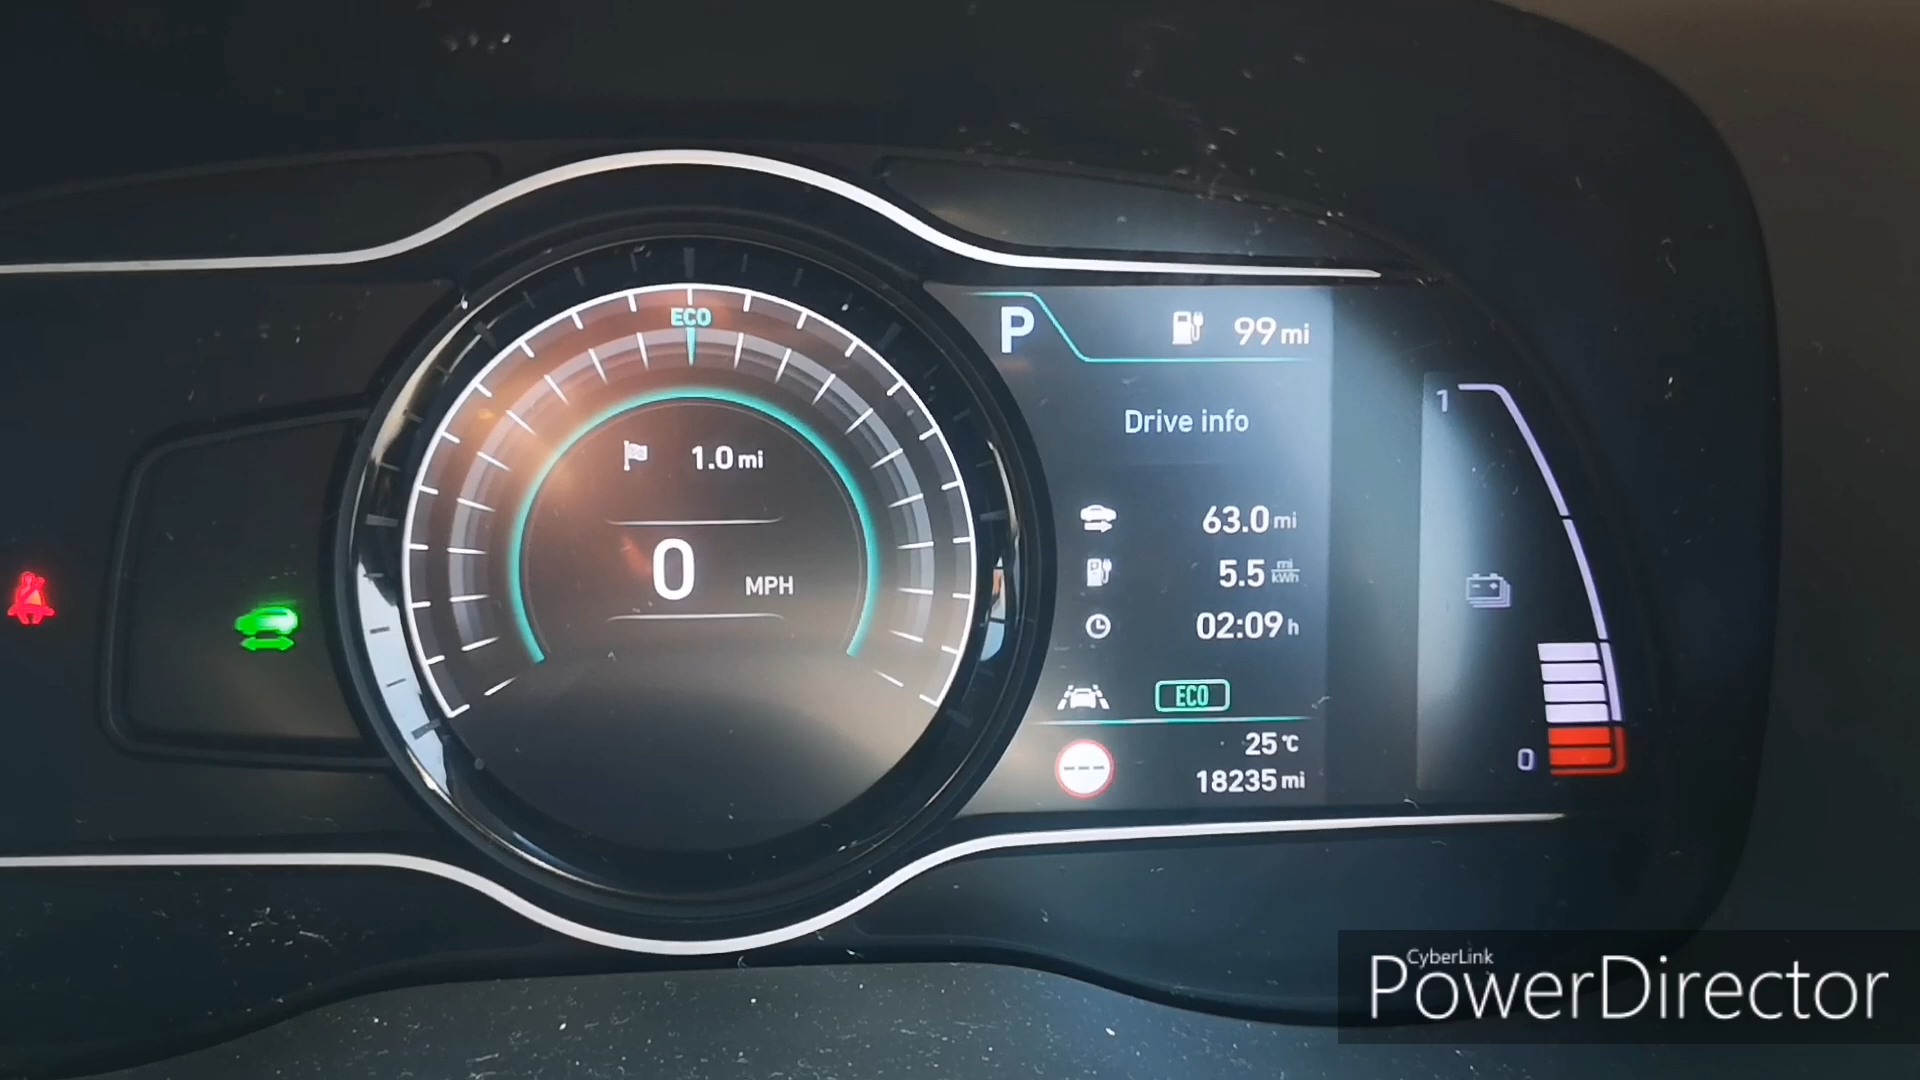 ECO
1.0 mi
0 MPH
P 99 mi
Drive info
63.0 mi
5.5 mi/kWh
02:09 h
ECO
25 °C
18235 mi
1
0
CyberLink
PowerDirector